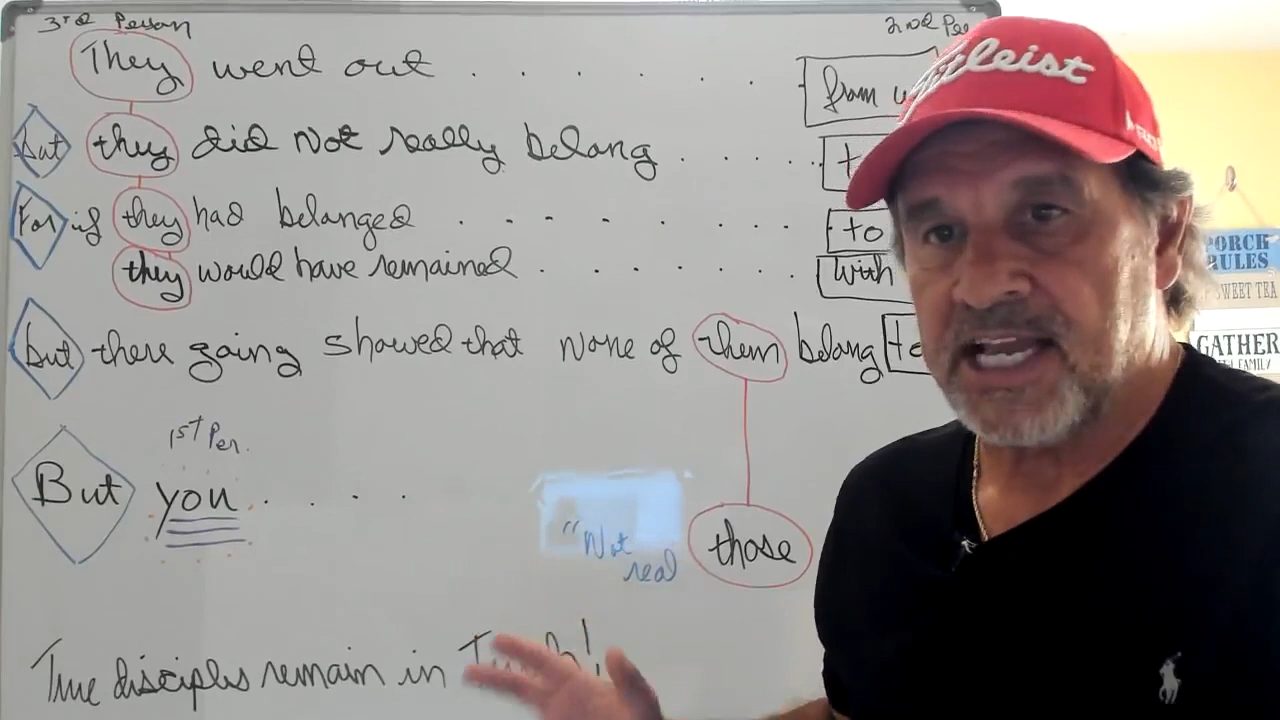 3rd Person
2nd Per
They went out . . . . . . from u
but they did not really belong . . . . . t
For if they had belonged . . . . . . . . to
they would have remained . . . . . . . with
but there going showed that none of them belong to
1st Per.
But you . . . .
"Not real
those
True disciples remain in
Titleist
PORCH RULES
SWEET TEA
GATHER
FAMILY